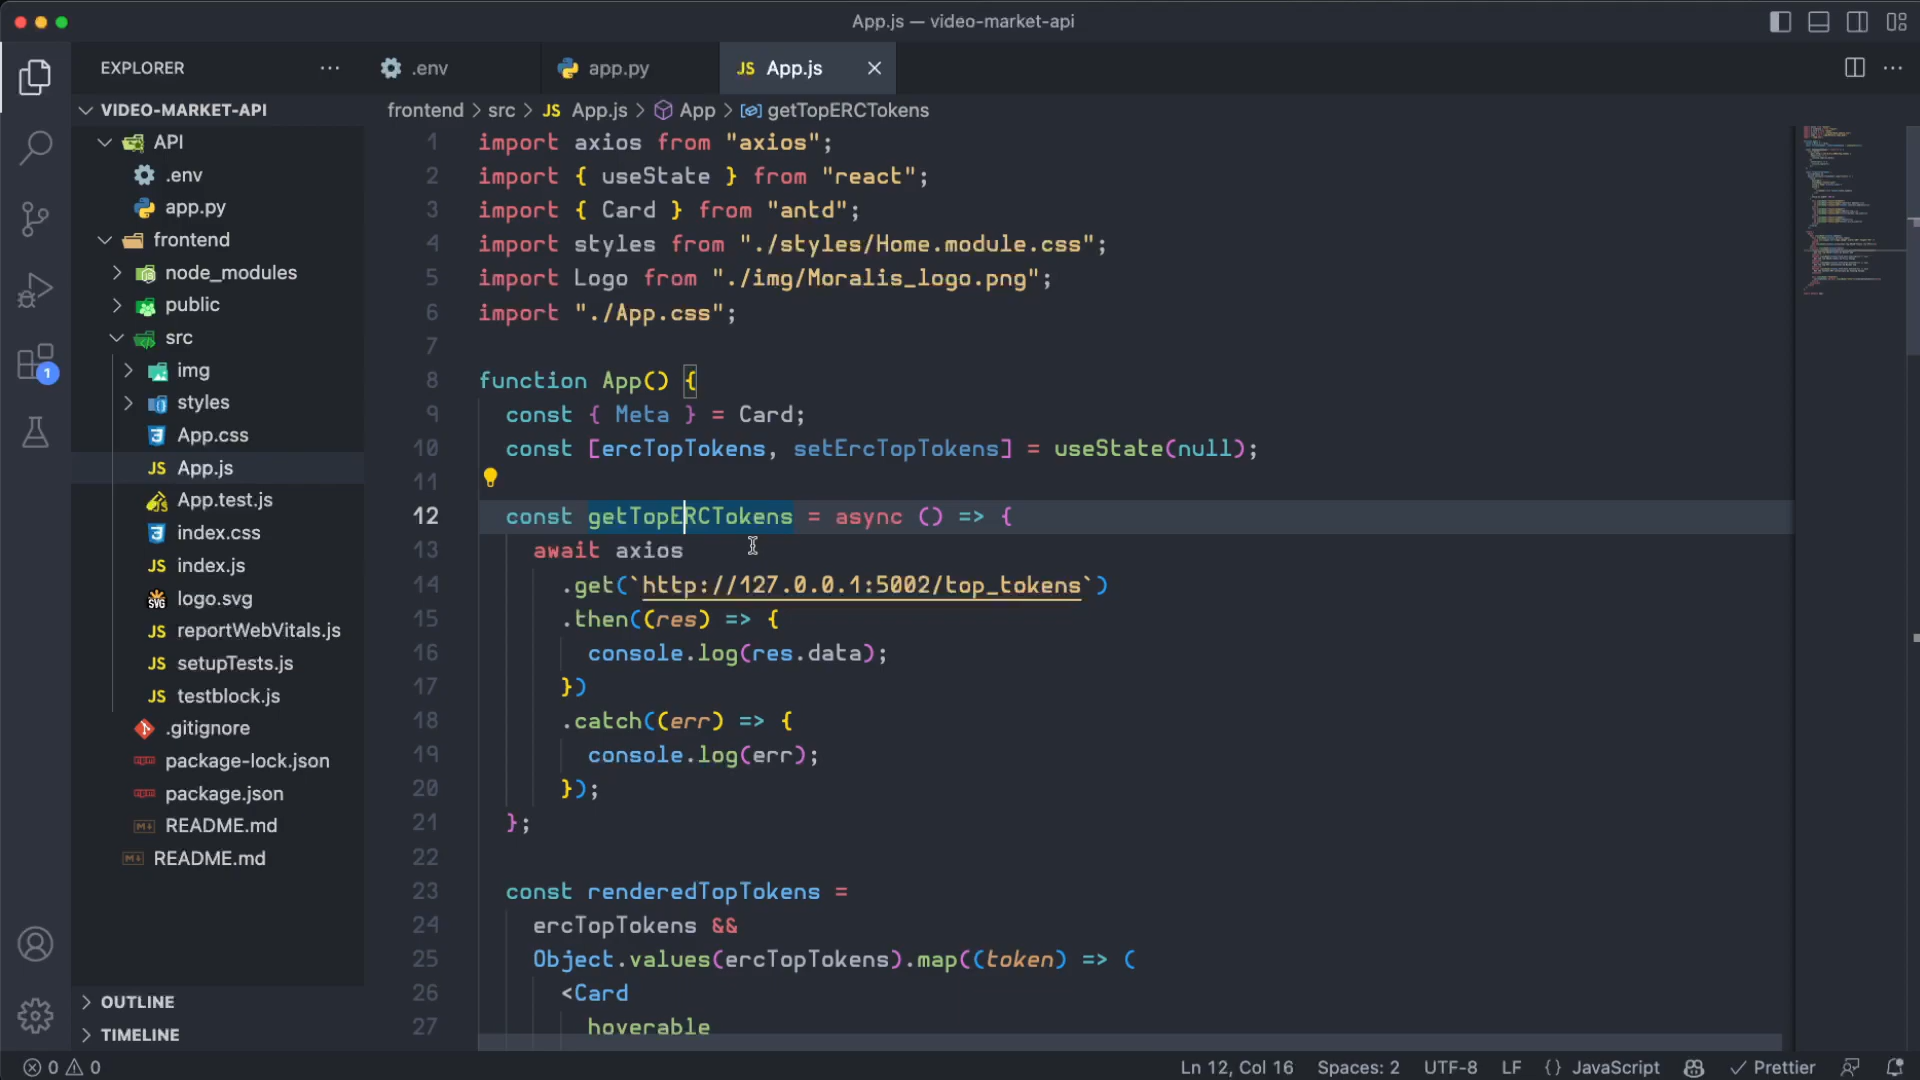 App.js — video-market-api
EXPLORER
.env
app.py
JS App.js
VIDEO-MARKET-API
API
.env
app.py
frontend
node_modules
public
src
img
styles
App.css
JS App.js
App.test.js
index.css
JS index.js
SVG logo.svg
JS reportWebVitals.js
JS setupTests.js
JS testblock.js
.gitignore
package-lock.json
package.json
README.md
README.md
OUTLINE
TIMELINE
1
frontend > src > JS App.js > App > getTopERCTokens
1 import axios from "axios";
2 import { useState } from "react";
3 import { Card } from "antd";
4 import styles from "./styles/Home.module.css";
5 import Logo from "./img/Moralis_logo.png";
6 import "./App.css";
7
8 function App() {
9 const { Meta } = Card;
10 const [ercTopTokens, setErcTopTokens] = useState(null);
11
12 const getTopERCTokens = async () => {
13 await axios
14 .get(`http://127.0.0.1:5002/top_tokens`)
15 .then((res) => {
16 console.log(res.data);
17 })
18 .catch((err) => {
19 console.log(err);
20 });
21 };
22
23 const renderedTopTokens =
24 ercTopTokens &&
25 Object.values(ercTopTokens).map((token) => (
26 <Card
27 hoverable
0 0
Ln 12, Col 16
Spaces: 2
UTF-8
LF
{} JavaScript
Prettier